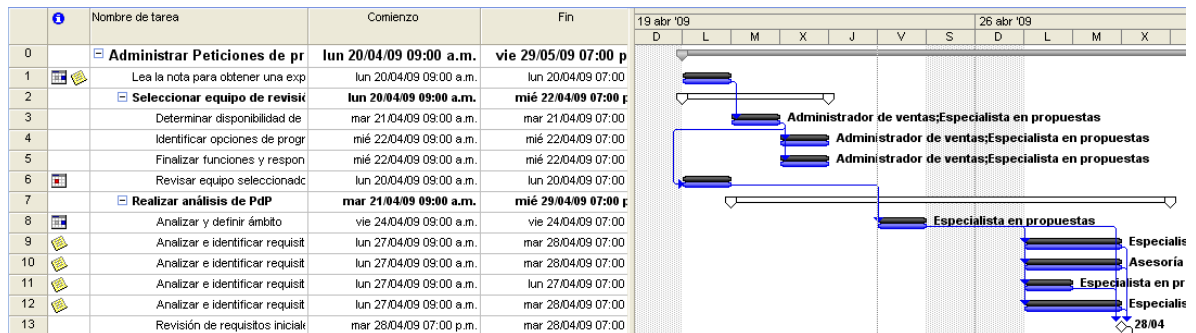 Nombre de tarea Comienzo Fin 19 abr '09 26 abr '09
D L M X J V S D L M X
0 Administrar Peticiones de pr lun 20/04/09 09:00 a.m. vie 29/05/09 07:00 p
1 Lea la nota para obtener una exp lun 20/04/09 09:00 a.m. lun 20/04/09 07:00
2 Seleccionar equipo de revisió lun 20/04/09 09:00 a.m. mié 22/04/09 07:00 p
3 Determinar disponibilidad de mar 21/04/09 09:00 a.m. mar 21/04/09 07:00 Administrador de ventas;Especialista en propuestas
4 Identificar opciones de progr mié 22/04/09 09:00 a.m. mié 22/04/09 07:00 Administrador de ventas;Especialista en propuestas
5 Finalizar funciones y respon mié 22/04/09 09:00 a.m. mié 22/04/09 07:00 Administrador de ventas;Especialista en propuestas
6 Revisar equipo seleccionado lun 20/04/09 09:00 a.m. lun 20/04/09 07:00
7 Realizar análisis de PdP mar 21/04/09 09:00 a.m. mié 29/04/09 07:00 p
8 Analizar y definir ámbito vie 24/04/09 09:00 a.m. vie 24/04/09 07:00 Especialista en propuestas
9 Analizar e identificar requisit lun 27/04/09 09:00 a.m. mar 28/04/09 07:00 Especialis
10 Analizar e identificar requisit lun 27/04/09 09:00 a.m. mar 28/04/09 07:00 Asesoría
11 Analizar e identificar requisit lun 27/04/09 09:00 a.m. lun 27/04/09 07:00 Especialista en pr
12 Analizar e identificar requisit lun 27/04/09 09:00 a.m. mar 28/04/09 07:00 Especialis
13 Revisión de requisitos iniciale mar 28/04/09 07:00 p.m. mar 28/04/09 07:00 28/04